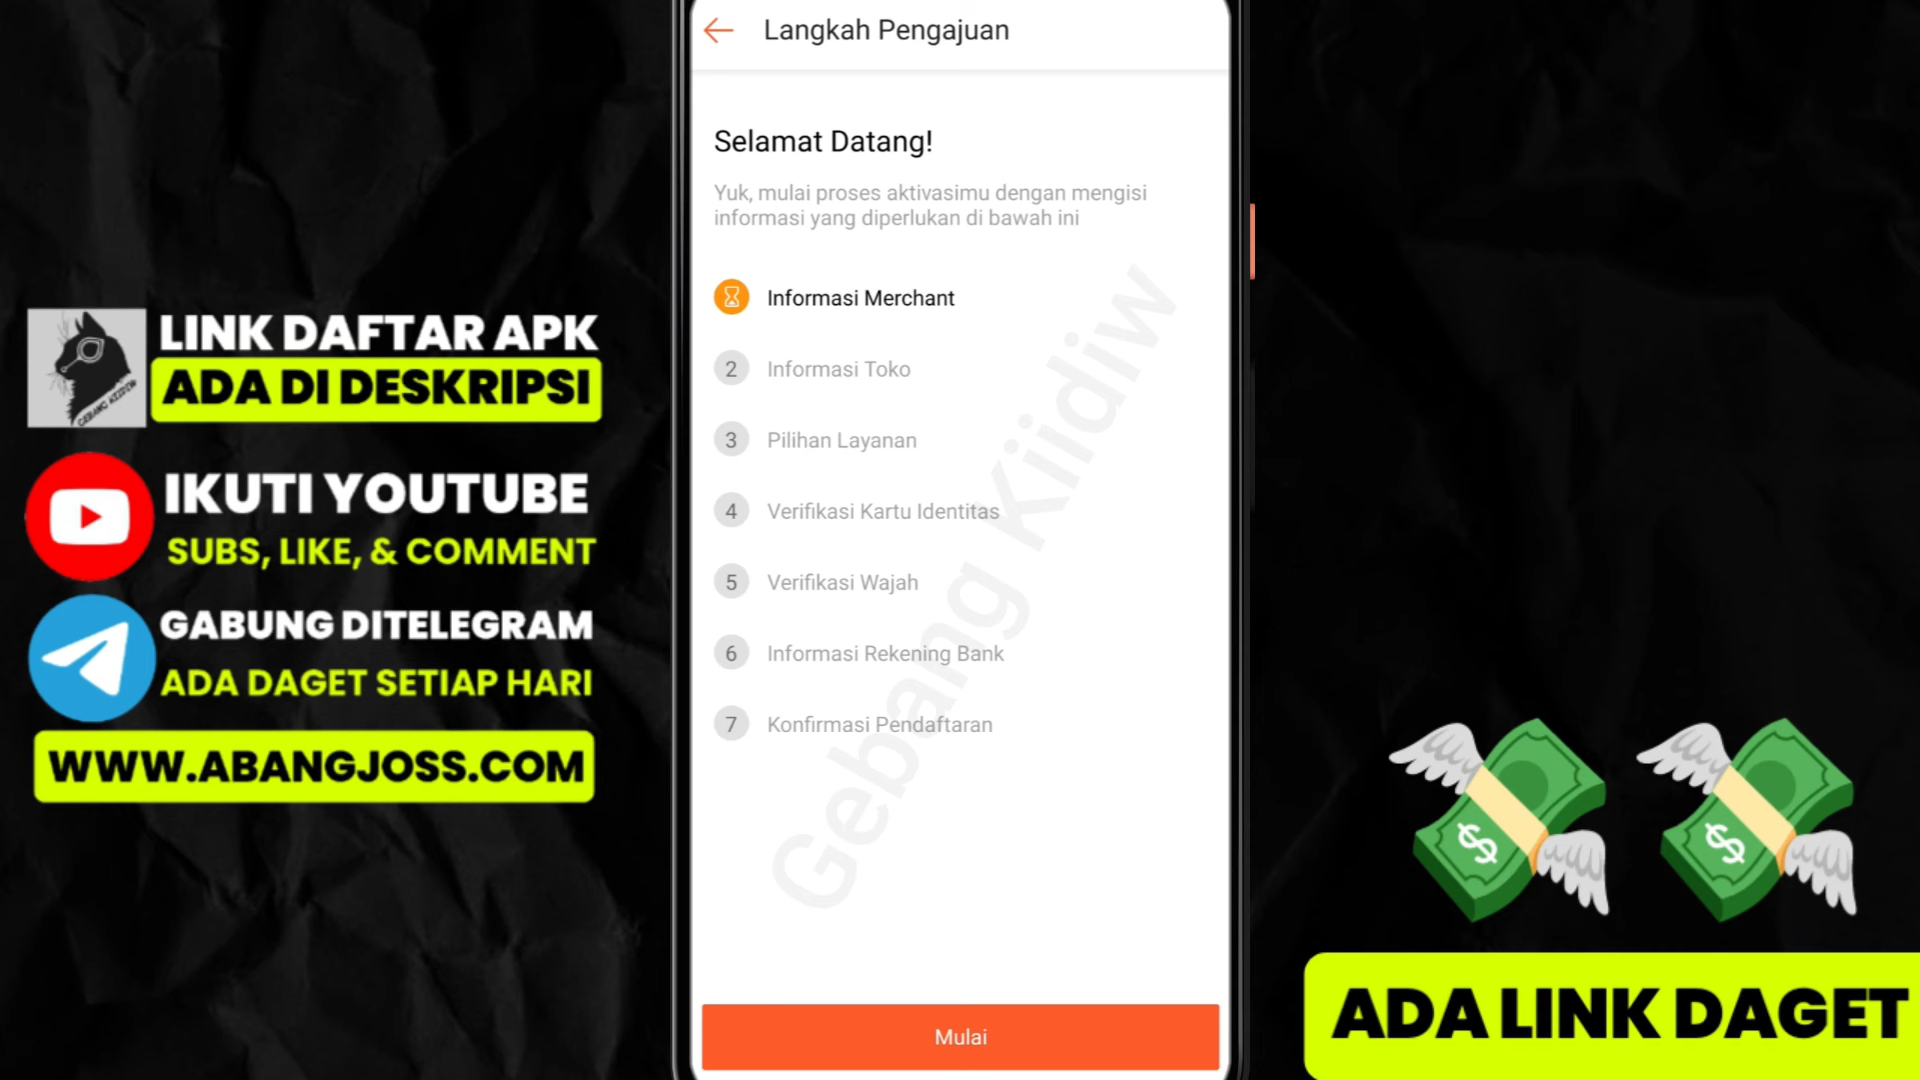 Langkah Pengajuan
Selamat Datang!
Yuk, mulai proses aktivasimu dengan mengisi
informasi yang diperlukan di bawah ini
Informasi Merchant
2 Informasi Toko
3 Pilihan Layanan
4 Verifikasi Kartu Identitas
5 Verifikasi Wajah
6 Informasi Rekening Bank
7 Konfirmasi Pendaftaran
Gebang Kiidiw
Mulai
LINK DAFTAR APK
ADA DI DESKRIPSI
GEBANG KIIDIW
IKUTI YOUTUBE
SUBS, LIKE, & COMMENT
GABUNG DITELEGRAM
ADA DAGET SETIAP HARI
WWW.ABANGJOSS.COM
$ $
ADA LINK DAGET